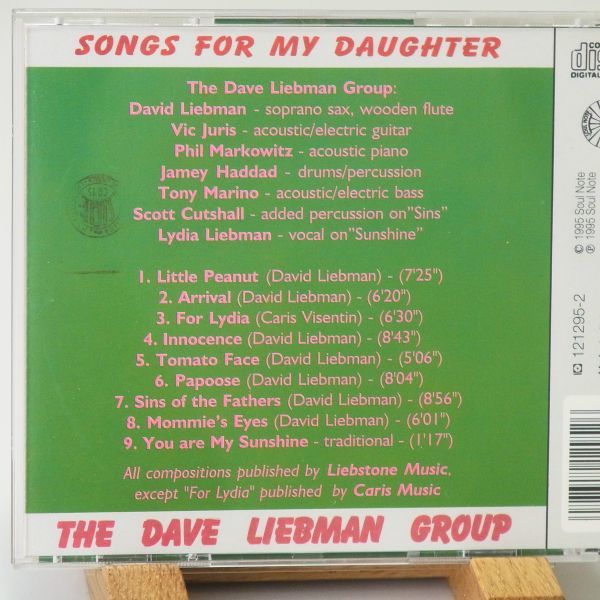 SONGS FOR MY DAUGHTER
The Dave Liebman Group:
David Liebman - soprano sax, wooden flute
Vic Juris - acoustic/electric guitar
Phil Markowitz - acoustic piano
Jamey Haddad - drums/percussion
Tony Marino - acoustic/electric bass
Scott Cutshall - added percussion on"Sins"
Lydia Liebman - vocal on"Sunshine"
1. Little Peanut (David Liebman) - (7'25")
2. Arrival (David Liebman) - (6'20")
3. For Lydia (Caris Visentin) - (6'30")
4. Innocence (David Liebman) - (8'43")
5. Tomato Face (David Liebman) - (5'06")
6. Papoose (David Liebman) - (8'04")
7. Sins of the Fathers (David Liebman) - (8'56")
8. Mommie's Eyes (David Liebman) - (6'01")
9. You are My Sunshine - traditional - (1'17")
All compositions published by Liebstone Music,
except "For Lydia" published by Caris Music
THE DAVE LIEBMAN GROUP
© 1995 Soul Note
℗ 1995 Soul Note
121295-2